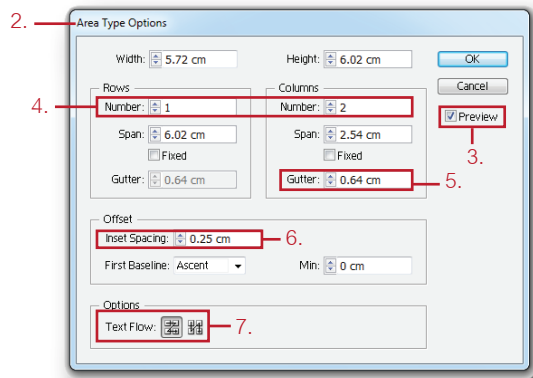 2. Area Type Options
Width: 5.72 cm Height: 6.02 cm OK
Rows Columns Cancel
4. Number: 1 Number: 2 Preview
Span: 6.02 cm Span: 2.54 cm 3.
Fixed Fixed
Gutter: 0.64 cm Gutter: 0.64 cm 5.
Offset
Inset Spacing: 0.25 cm 6.
First Baseline: Ascent Min: 0 cm
Options
Text Flow: 7.